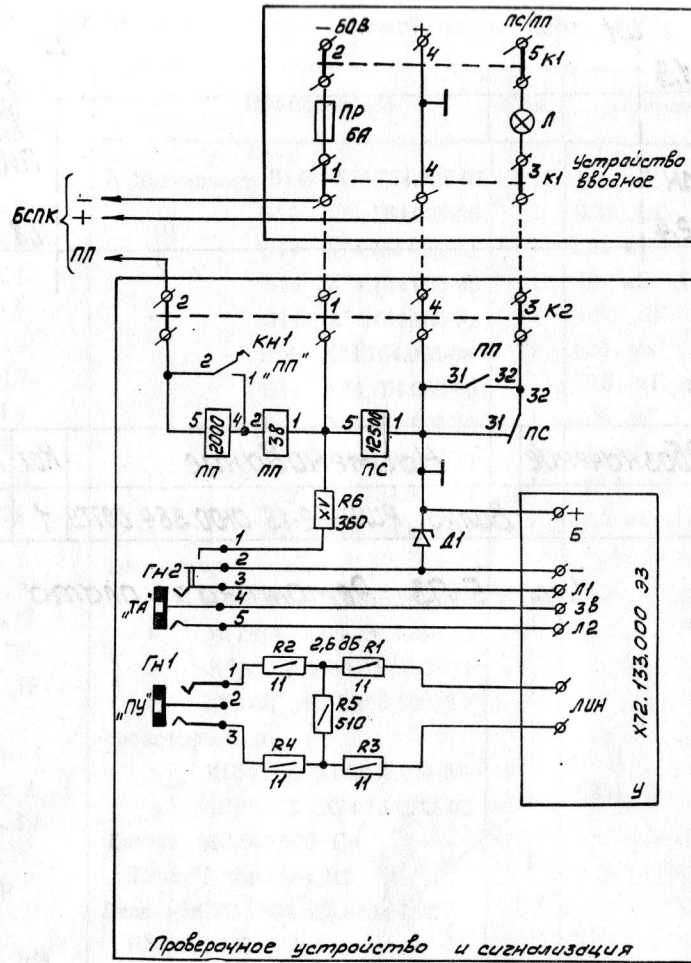 −60В + ПС/ПП
2 4 5 К1
ПР
6А
Л
1 4 3 К1
Устройство
вводное
БСПК
−
+
ПП
2 1 4 3 К2
КН1
2
1 „ПП"
ПП
31 32
32
5 2000 4 2 38 1 5 12500 1
31
ПП ПП ПС
ПС
R6
360
Х1
Д1
+
Б
−
Гн2
1
2
3
4
5
„ТА"
Л1
ЗВ
Л2
Гн1
1
2
3
„ПУ"
R2 2,6 дБ R1
11 11
R5
510
R4 R3
11 11
ЛИН
Х72.133.000 ЭЗ
У
Проверочное устройство и сигнализация